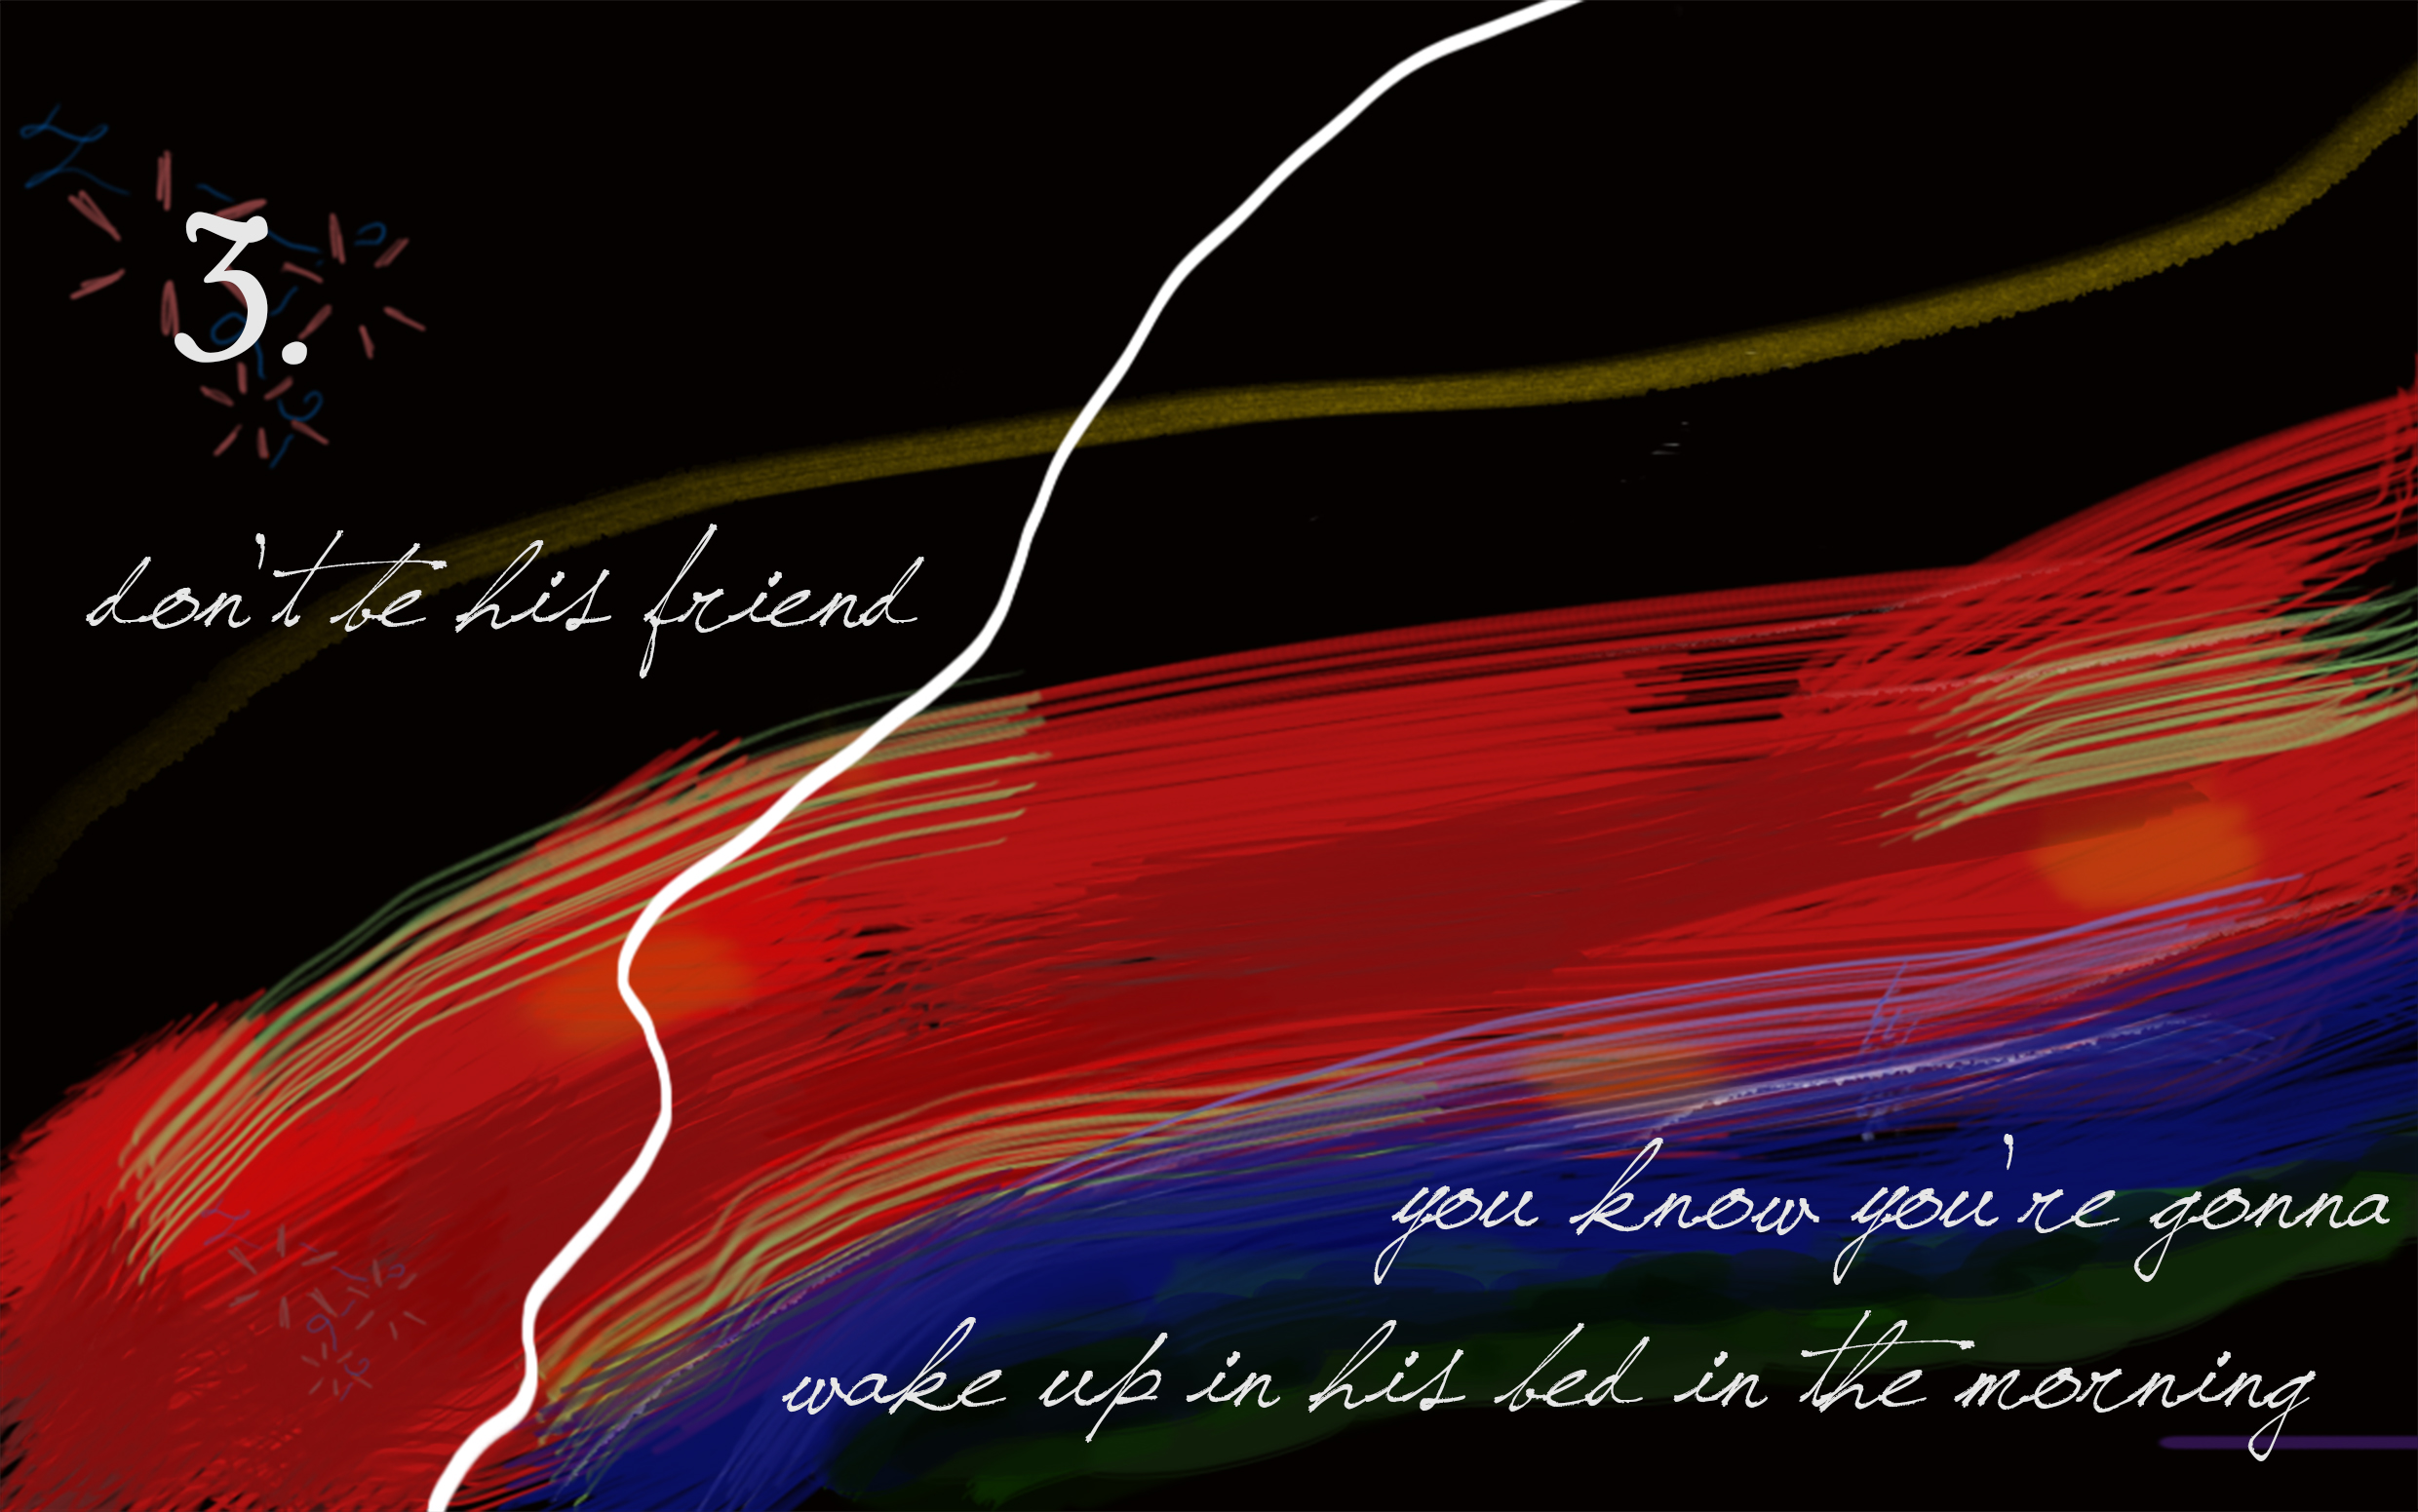 3.
don't be his friend
you know you're gonna
wake up in his bed in the morning